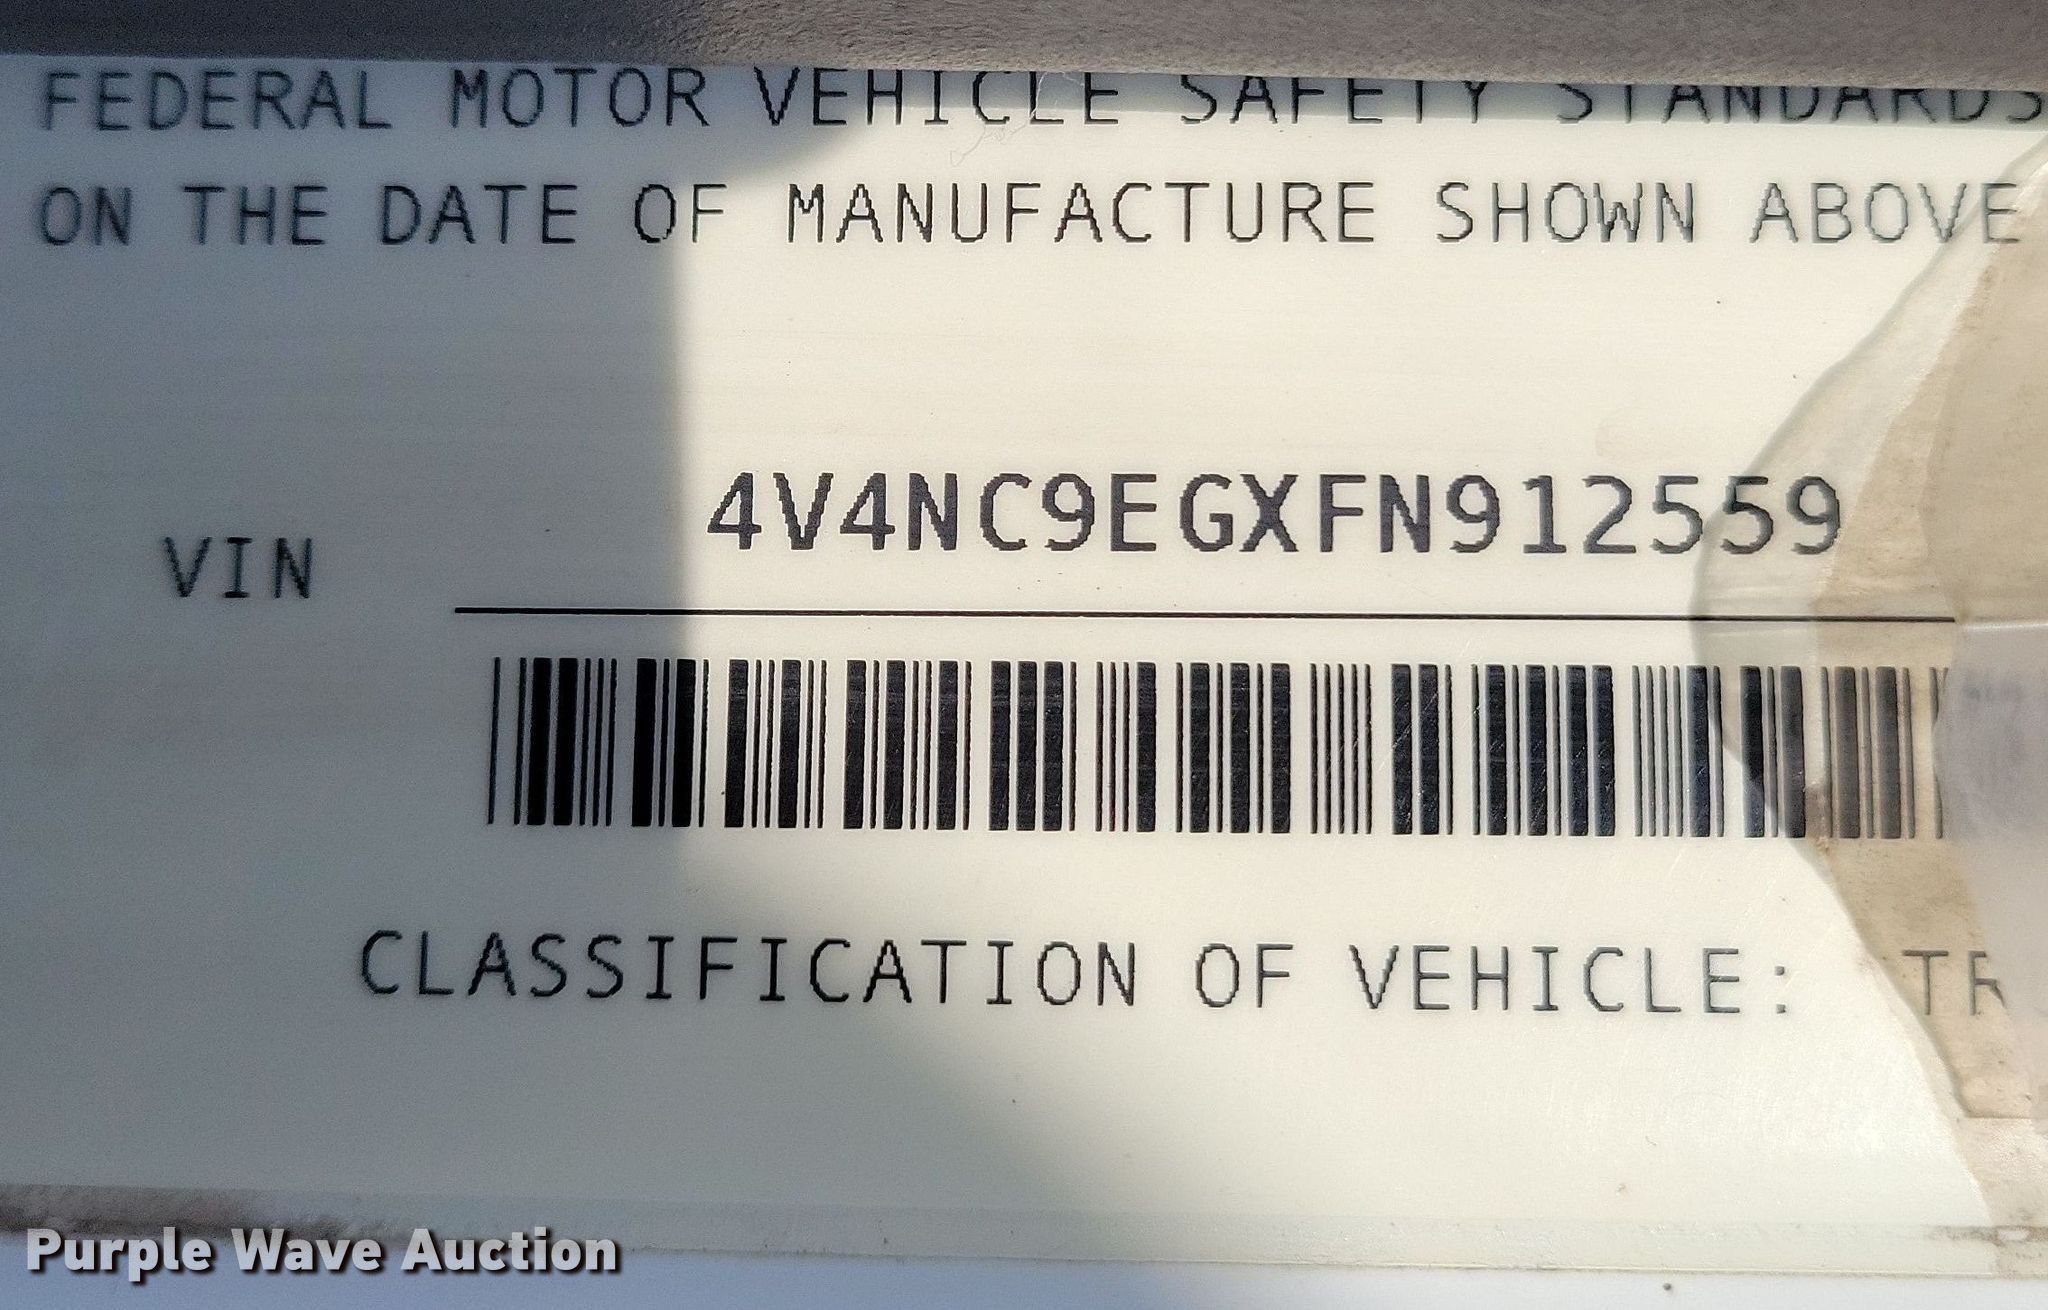 FEDERAL MOTOR VEHICLE SAFETY STANDARDS
ON THE DATE OF MANUFACTURE SHOWN ABOVE
VIN 4V4NC9EGXFN912559
CLASSIFICATION OF VEHICLE: TR
Purple Wave Auction